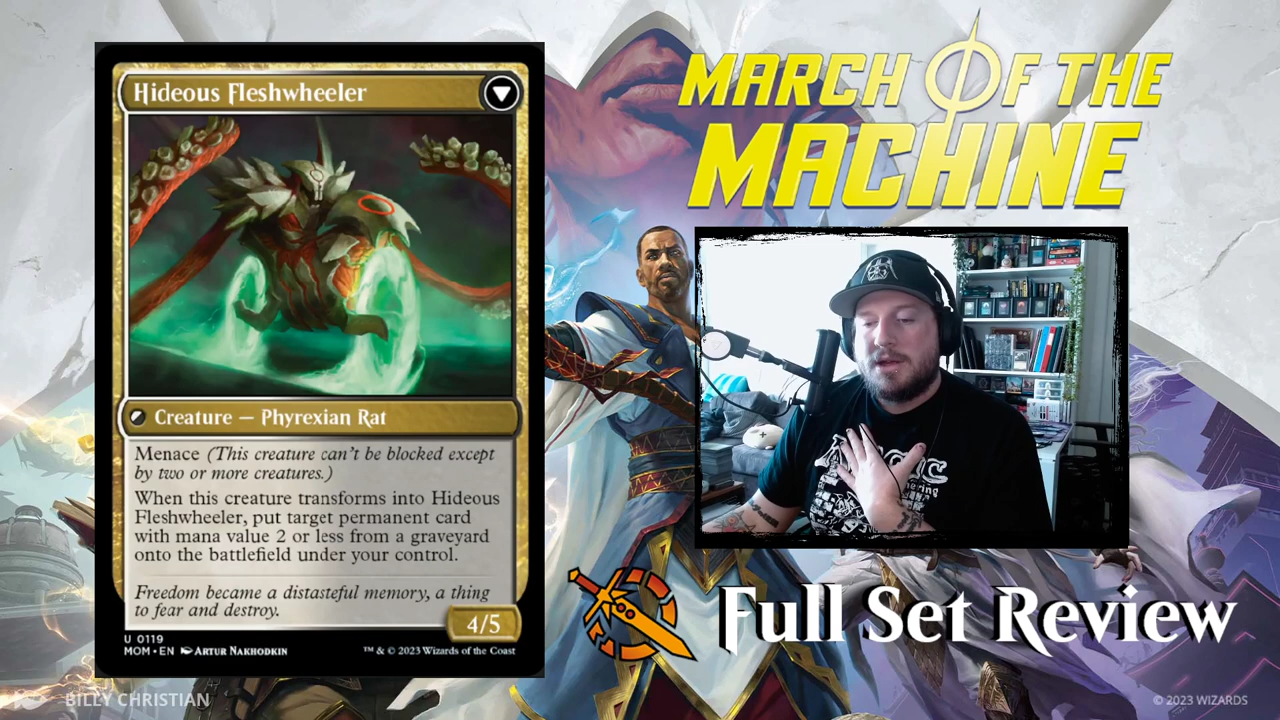 Hideous Fleshwheeler
Creature — Phyrexian Rat
Menace (This creature can't be blocked except
by two or more creatures.)
When this creature transforms into Hideous
Fleshwheeler, put target permanent card
with mana value 2 or less from a graveyard
onto the battlefield under your control.
Freedom became a distasteful memory, a thing
to fear and destroy.
4/5
U 0119
MOM • EN ARTUR NAKHODKIN
™ & © 2023 Wizards of the Coast
MARCH OF THE
MACHINE
Full Set Review
BILLY CHRISTIAN
© 2023 WIZARDS